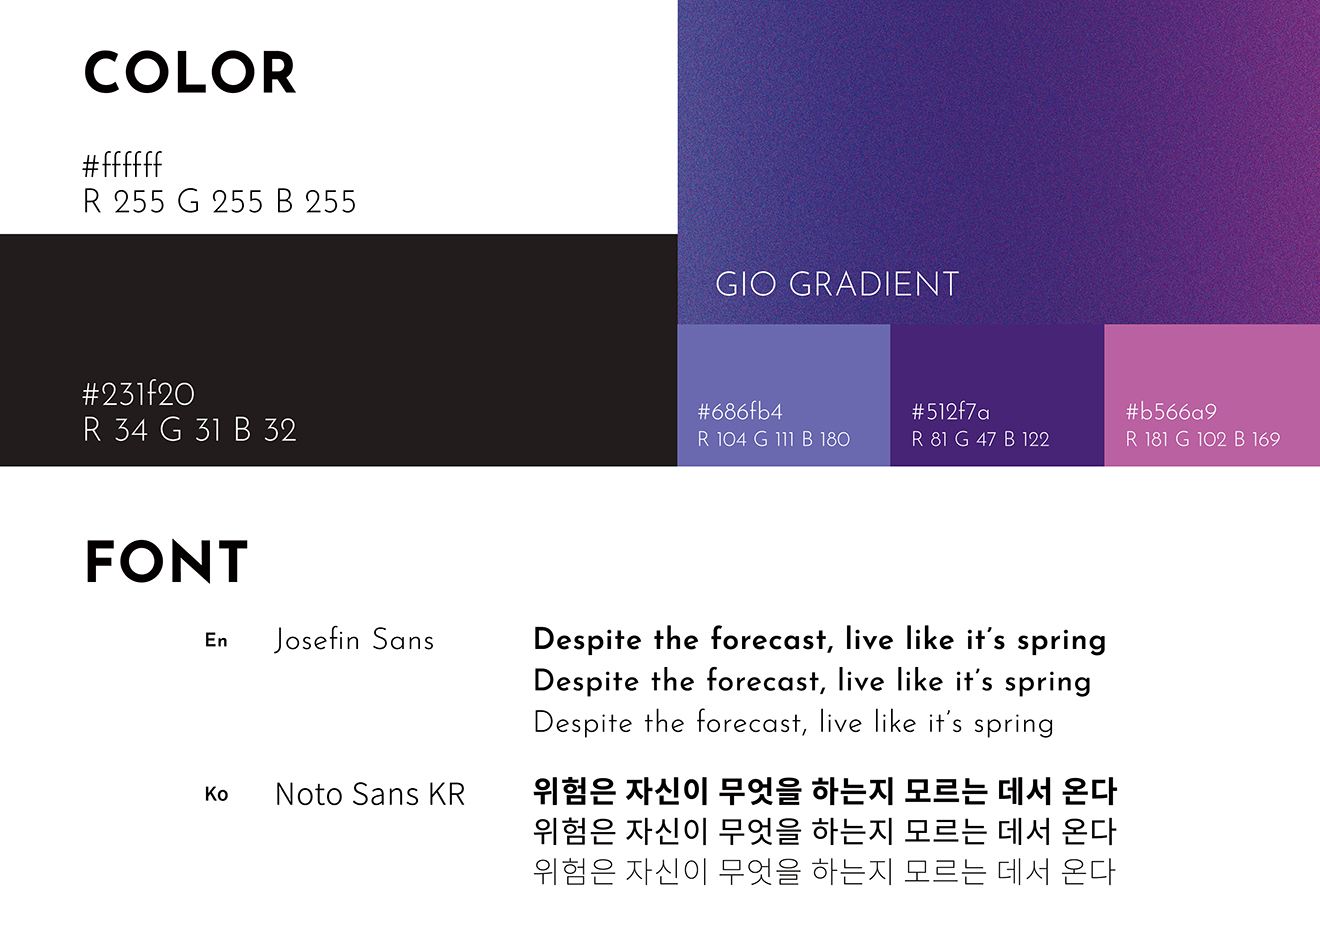 COLOR
#ffffff
R 255 G 255 B 255
#231f20
R 34 G 31 B 32
GIO GRADIENT
#686fb4
R 104 G 111 B 180
#512f7a
R 81 G 47 B 122
#b566a9
R 181 G 102 B 169
FONT
En Josefin Sans Despite the forecast, live like it’s spring
Despite the forecast, live like it’s spring
Despite the forecast, live like it’s spring
Ko Noto Sans KR 위험은 자신이 무엇을 하는지 모르는 데서 온다
위험은 자신이 무엇을 하는지 모르는 데서 온다
위험은 자신이 무엇을 하는지 모르는 데서 온다